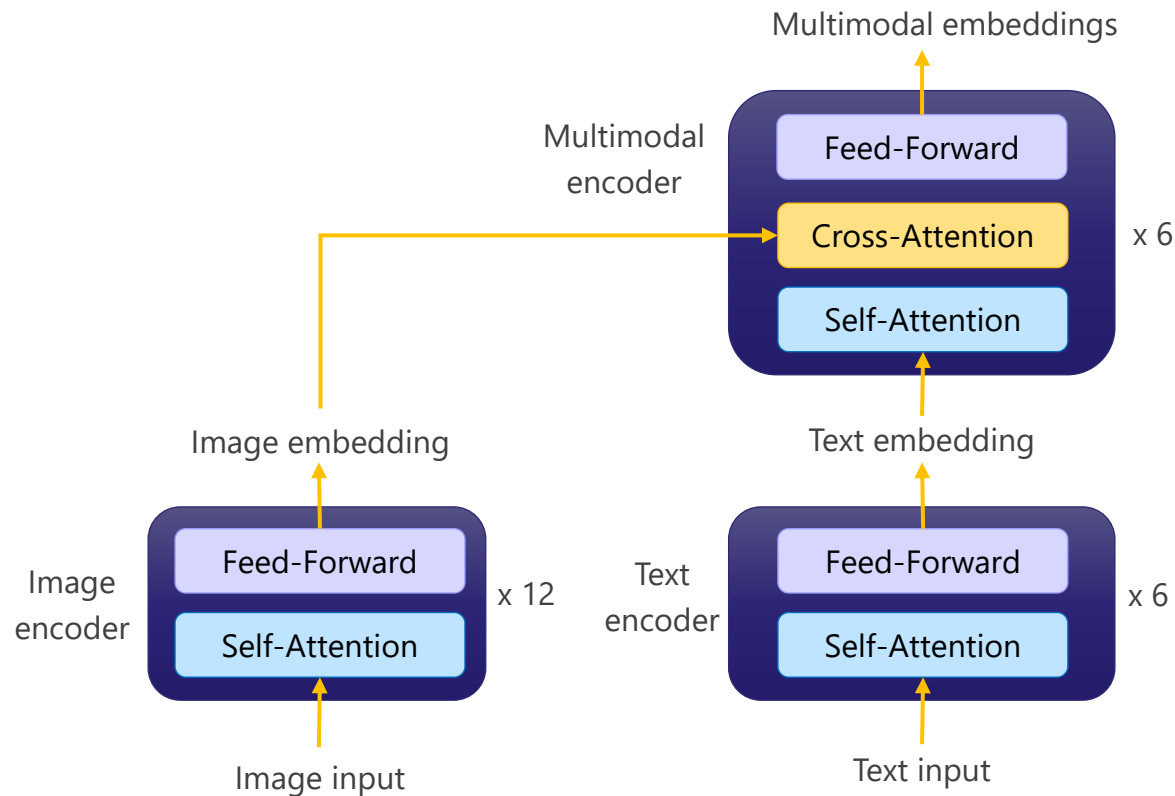 Multimodal embeddings
Multimodal
encoder
Feed-Forward
Cross-Attention
x 6
Self-Attention
Image embedding
Text embedding
Image
encoder
Feed-Forward
Self-Attention
x 12
Text
encoder
Feed-Forward
Self-Attention
x 6
Image input
Text input